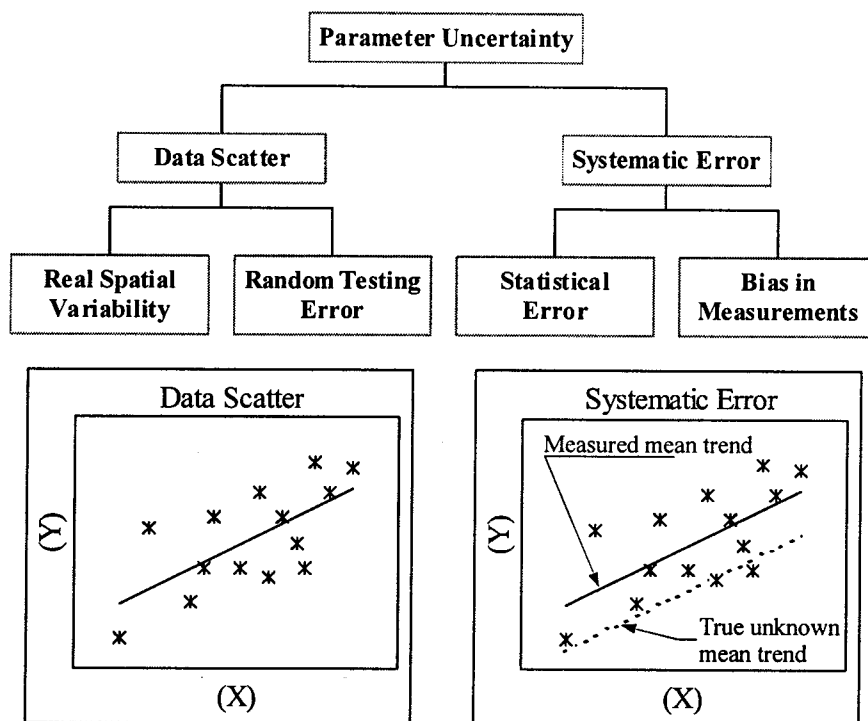 Parameter Uncertainty
Data Scatter
Systematic Error
Real Spatial
Variability
Random Testing
Error
Statistical
Error
Bias in
Measurements
Data Scatter
(Y)
(X)
Systematic Error
Measured mean trend
(Y)
True unknown
mean trend
(X)